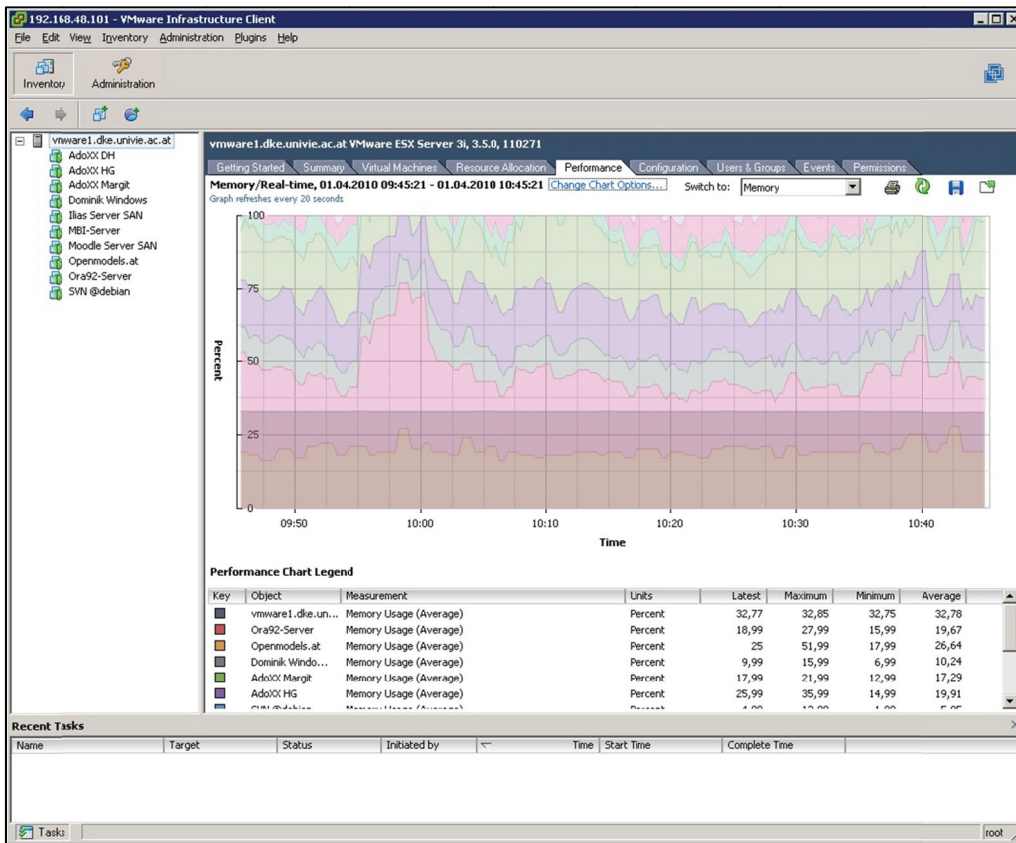 192.168.48.101 - VMware Infrastructure Client
File Edit View Inventory Administration Plugins Help
Inventory Administration
vmware1.dke.univie.ac.at
AdoXX DH
AdoXX HG
AdoXX Margit
Dominik Windows
Ilias Server SAN
MBI-Server
Moodle Server SAN
Openmodels.at
Ora92-Server
SVN @debian
vmware1.dke.univie.ac.at VMware ESX Server 3i, 3.5.0, 110271
Getting Started Summary Virtual Machines Resource Allocation Performance Configuration Users & Groups Events Permissions
Memory/Real-time, 01.04.2010 09:45:21 - 01.04.2010 10:45:21 Change Chart Options... Switch to: Memory
Graph refreshes every 20 seconds
100
75
50
25
0
Percent
09:50 10:00 10:10 10:20 10:30 10:40
Time
Performance Chart Legend
Key Object Measurement Units Latest Maximum Minimum Average
vmware1.dke.un... Memory Usage (Average) Percent 32,77 32,85 32,75 32,78
Ora92-Server Memory Usage (Average) Percent 18,99 27,99 15,99 19,67
Openmodels.at Memory Usage (Average) Percent 25 51,99 17,99 26,64
Dominik Windo... Memory Usage (Average) Percent 9,99 15,99 6,99 10,24
AdoXX Margit Memory Usage (Average) Percent 17,99 21,99 12,99 17,29
AdoXX HG Memory Usage (Average) Percent 25,99 35,99 14,99 19,91
SVN @debian Memory Usage (Average) Percent
Recent Tasks
Name Target Status Initiated by Time Start Time Complete Time
Tasks root